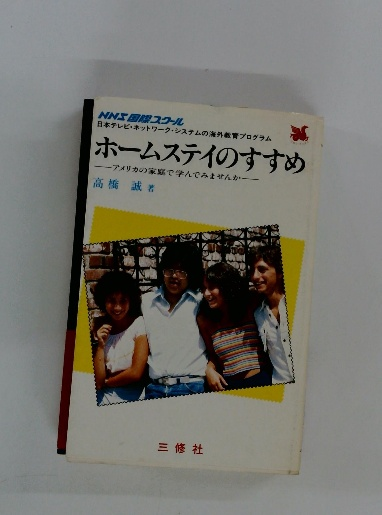 NNS国際スクール
日本テレビ・ネットワーク・システムの海外教育プログラム
ホームステイのすすめ
──アメリカの家庭で学んでみませんか──
高橋 誠 著
三修社